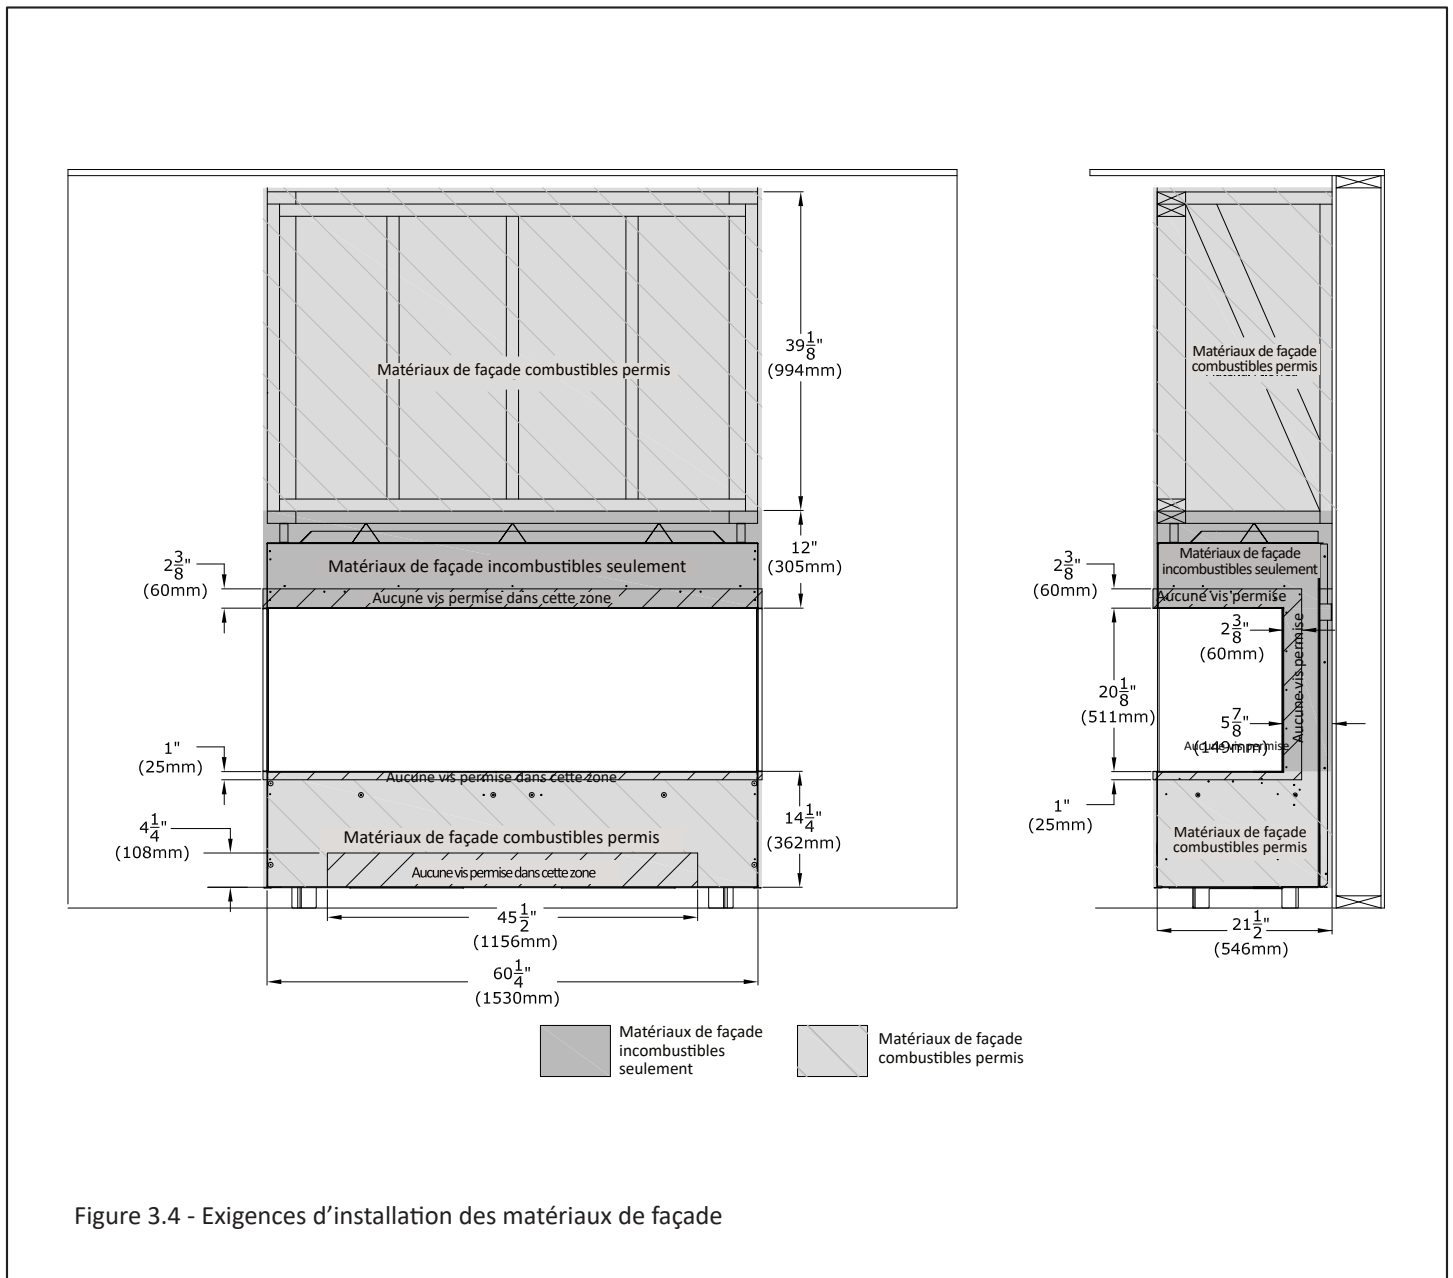 39 1/8"
(994mm)
Matériaux de façade combustibles permis
12"
(305mm)
2 3/8"
(60mm)
Matériaux de façade incombustibles seulement
Aucune vis permise dans cette zone
1"
(25mm)
Aucune vis permise dans cette zone
14 1/4"
(362mm)
4 1/4"
(108mm)
Matériaux de façade combustibles permis
Aucune vis permise dans cette zone
45 1/2"
(1156mm)
60 1/4"
(1530mm)
Matériaux de façade
combustibles permis
Matériaux de façade
incombustibles seulement
2 3/8"
(60mm)
Aucune vis permise
2 3/8"
(60mm)
Aucune vis permise
20 1/8"
(511mm)
5 7/8"
(149mm)
Aucune vis permise
1"
(25mm)
Matériaux de façade
combustibles permis
21 1/2"
(546mm)
Matériaux de façade
incombustibles
seulement
Matériaux de façade
combustibles permis
Figure 3.4 - Exigences d'installation des matériaux de façade